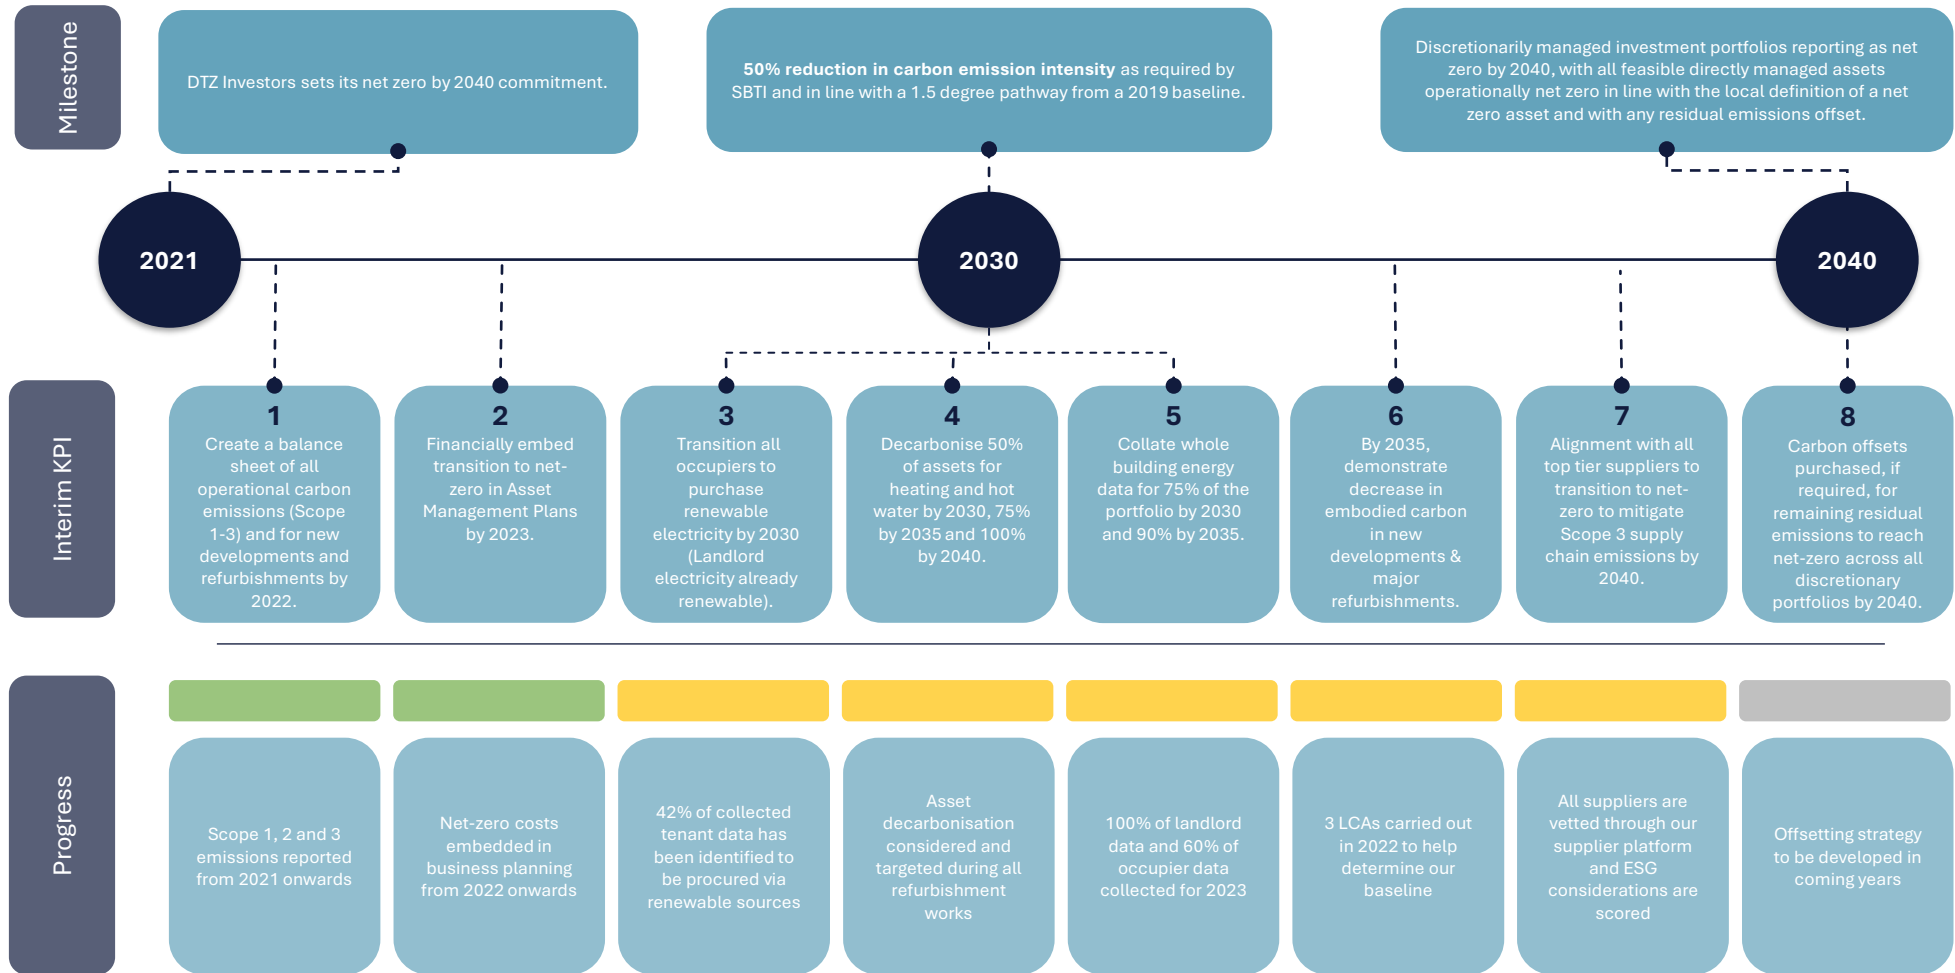 Milestone
DTZ Investors sets its net zero by 2040 commitment.
50% reduction in carbon emission intensity as required by
SBTI and in line with a 1.5 degree pathway from a 2019 baseline.
Discretionarily managed investment portfolios reporting as net
zero by 2040, with all feasible directly managed assets
operationally net zero in line with the local definition of a net
zero asset and with any residual emissions offset.
2021
2030
2040
Interim KPI
1
Create a balance
sheet of all
operational carbon
emissions (Scope
1-3) and for new
developments and
refurbishments by
2022.
2
Financially embed
transition to net-
zero in Asset
Management Plans
by 2023.
3
Transition all
occupiers to
purchase
renewable
electricity by 2030
(Landlord
electricity already
renewable).
4
Decarbonise 50%
of assets for
heating and hot
water by 2030, 75%
by 2035 and 100%
by 2040.
5
Collate whole
building energy
data for 75% of the
portfolio by 2030
and 90% by 2035.
6
By 2035,
demonstrate
decrease in
embodied carbon
in new
developments &
major
refurbishments.
7
Alignment with all
top tier suppliers to
transition to net-
zero to mitigate
Scope 3 supply
chain emissions by
2040.
8
Carbon offsets
purchased, if
required, for
remaining residual
emissions to reach
net-zero across all
discretionary
portfolios by 2040.
Progress
Scope 1, 2 and 3
emissions reported
from 2021 onwards
Net-zero costs
embedded in
business planning
from 2022 onwards
42% of collected
tenant data has
been identified to
be procured via
renewable sources
Asset
decarbonisation
considered and
targeted during all
refurbishment
works
100% of landlord
data and 60% of
occupier data
collected for 2023
3 LCAs carried out
in 2022 to help
determine our
baseline
All suppliers are
vetted through our
supplier platform
and ESG
considerations are
scored
Offsetting strategy
to be developed in
coming years